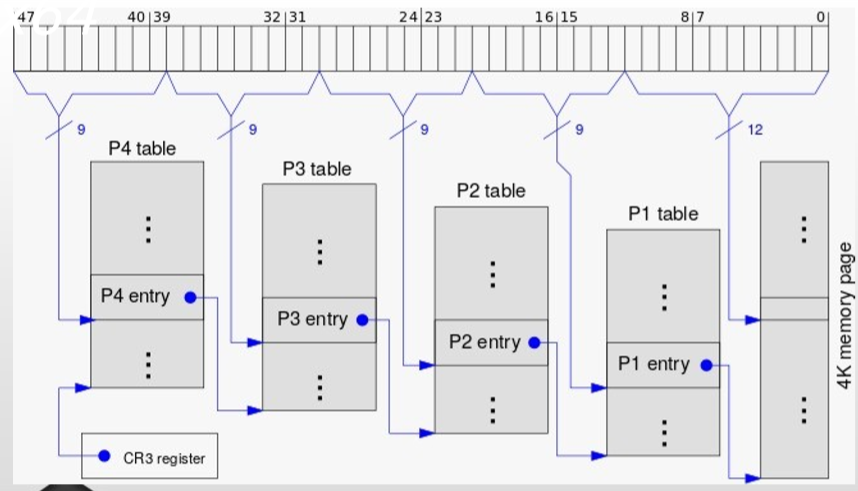 47 40|39 32|31 24|23 16|15 8|7 0
9 9 9 9 12
P4 table
P3 table
P2 table
P1 table
P4 entry
P3 entry
P2 entry
P1 entry
CR3 register
4K memory page